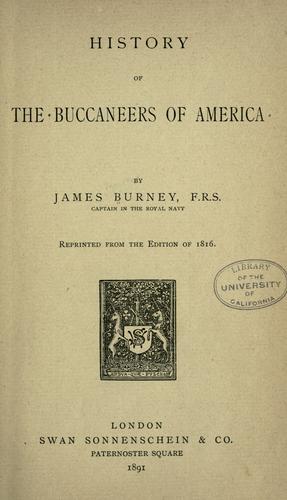 HISTORY
OF
THE·BUCCANEERS OF AMERICA·
BY
JAMES BURNEY, F.R.S.
CAPTAIN IN THE ROYAL NAVY
REPRINTED FROM THE EDITION OF 1816.
LIBRARY
OF THE
UNIVERSITY
OF
CALIFORNIA
LONDON
SWAN SONNENSCHEIN & CO.
PATERNOSTER SQUARE
1891